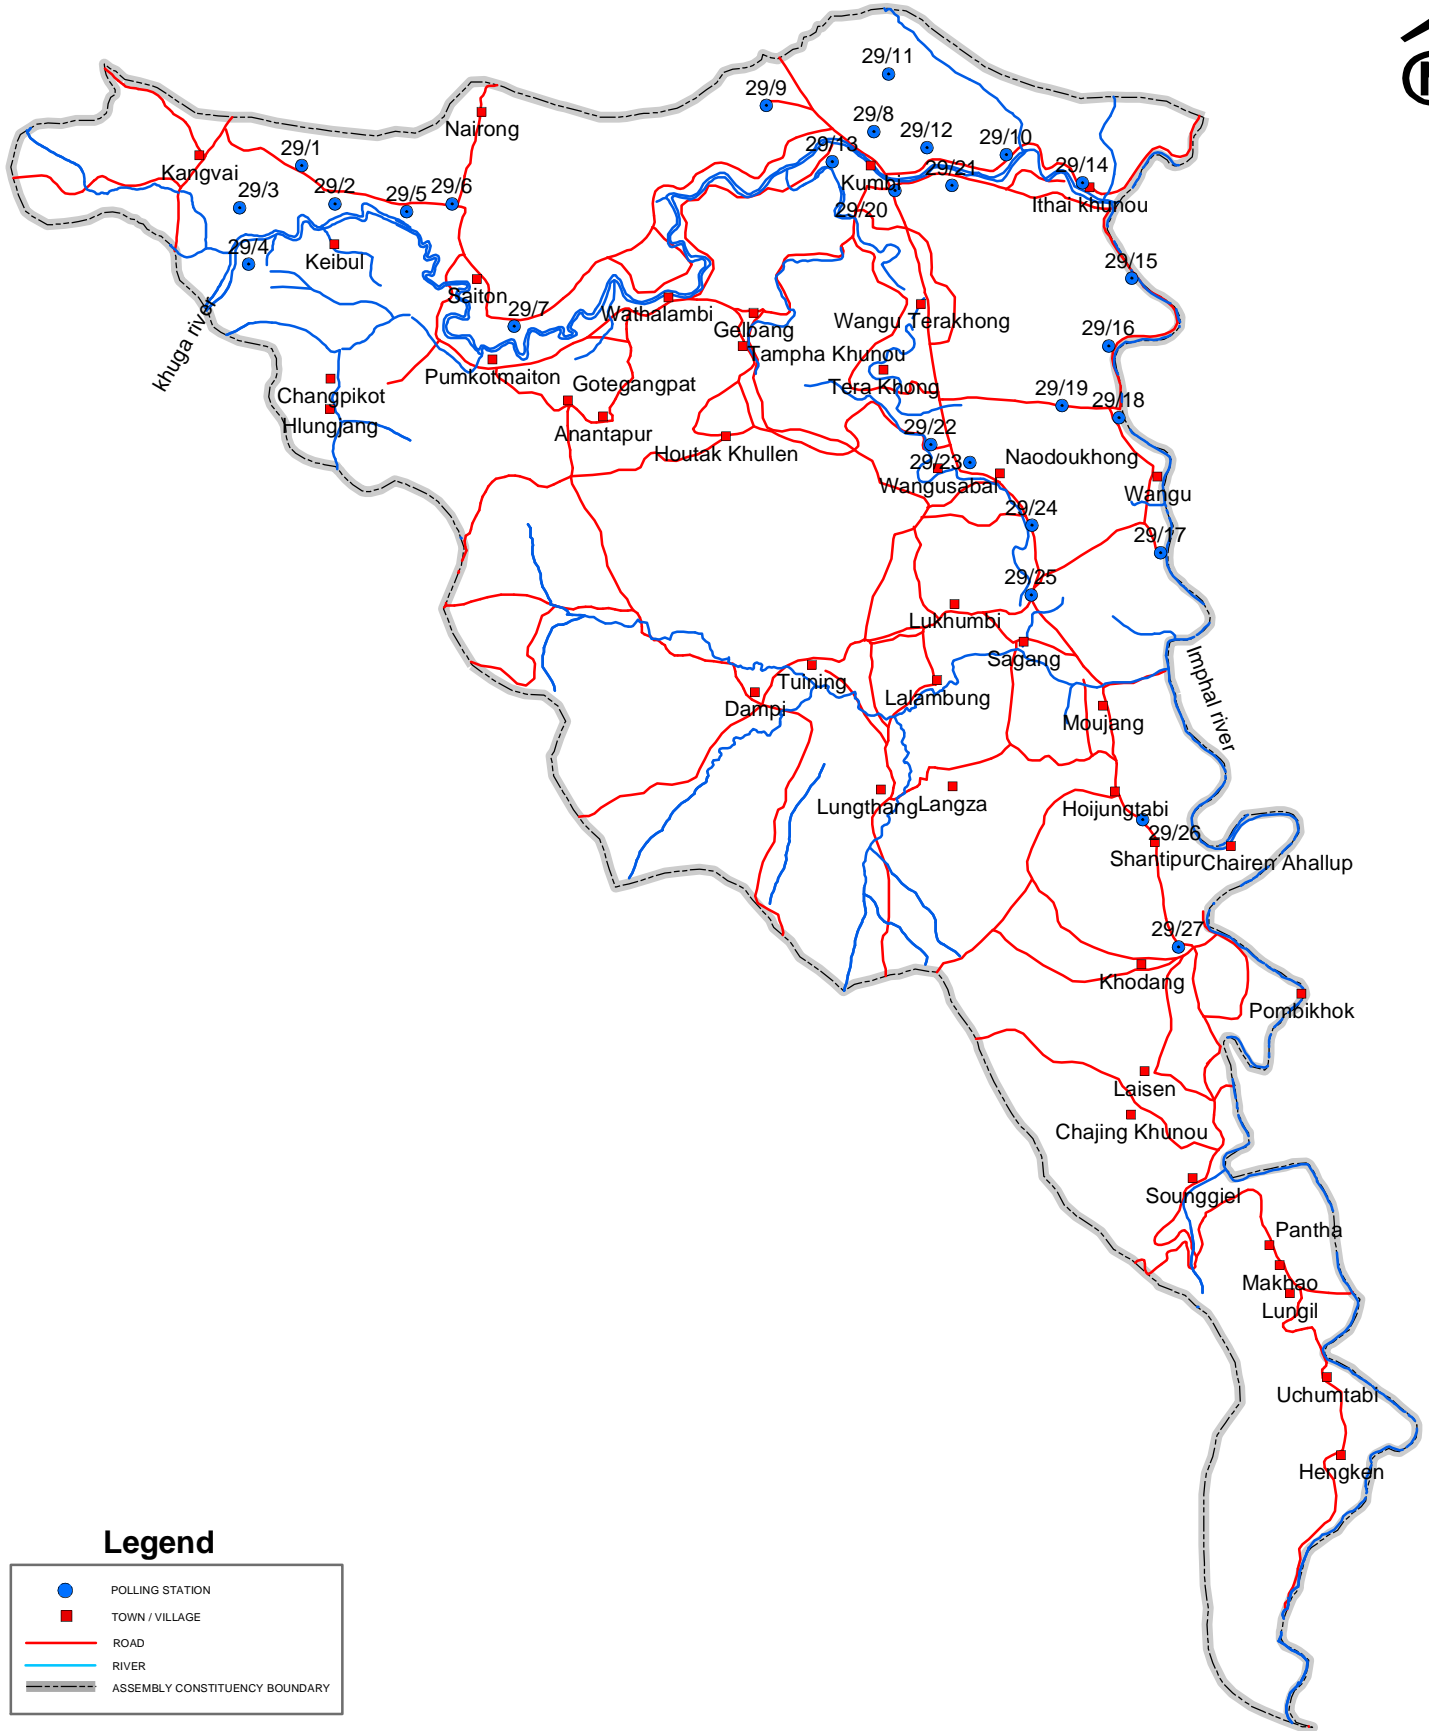 29/11
29/9
Nairong
29/8
29/12
29/10
29/1
29/13
Kangvai
29/14
29/21
Kumbi
29/3
29/2
29/5
29/6
Ithai khunou
29/20
29/4
Keibul
29/15
Saiton
khuga river
29/7
Wathalambi
Gelbang
Wangu Terakhong
29/16
Tampha Khunou
Pumkotmaiton
Gotegangpat
Tera Khong
29/19
Changpikot
29/18
Hlungjang
Anantapur
29/22
Houtak Khullen
29/23
Naodoukhong
Wangusabal
Wangu
29/24
29/17
29/25
Lukhumbi
Sagang
Imphal river
Tuining
Lalambung
Dampi
Moujang
Lungthang
Langza
Hoijungtabi
29/26
Shantipur
Chairen Ahallup
29/27
Khodang
Pombikhok
Laisen
Chajing Khunou
Sounggiel
Pantha
Makhao
Lungil
Uchumtabi
Hengken
Legend
POLLING STATION
TOWN / VILLAGE
ROAD
RIVER
ASSEMBLY CONSTITUENCY BOUNDARY